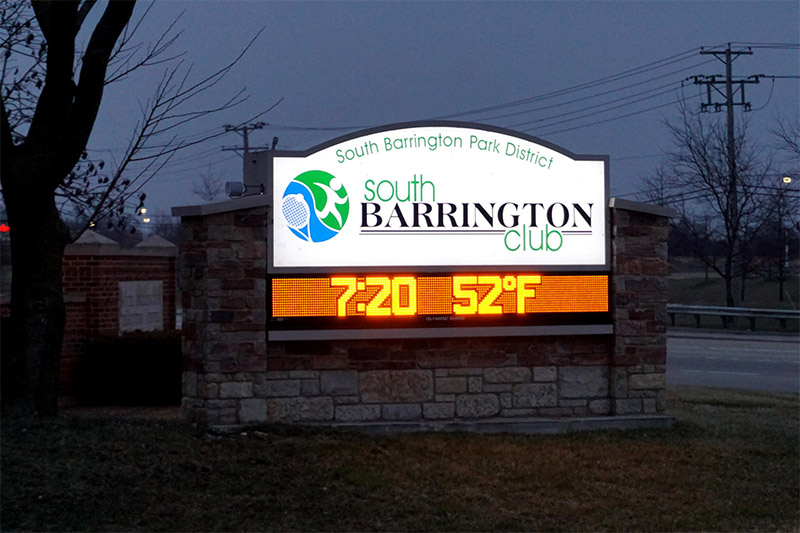 South Barrington Park District
south
BARRINGTON
club
7:20 52°F